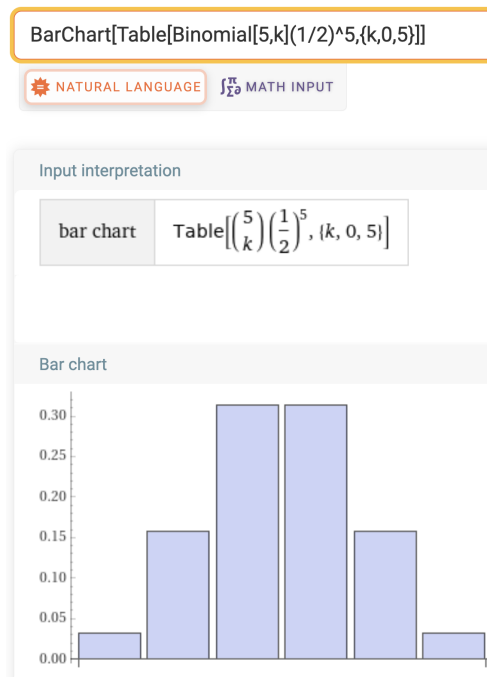 BarChart[Table[Binomial[5,k](1/2)^5,{k,0,5}]]
NATURAL LANGUAGE ∫Σ∂π MATH INPUT
Input interpretation
bar chart Table[(5 k)(1/2)^5, {k, 0, 5}]
Bar chart
0.30
0.25
0.20
0.15
0.10
0.05
0.00